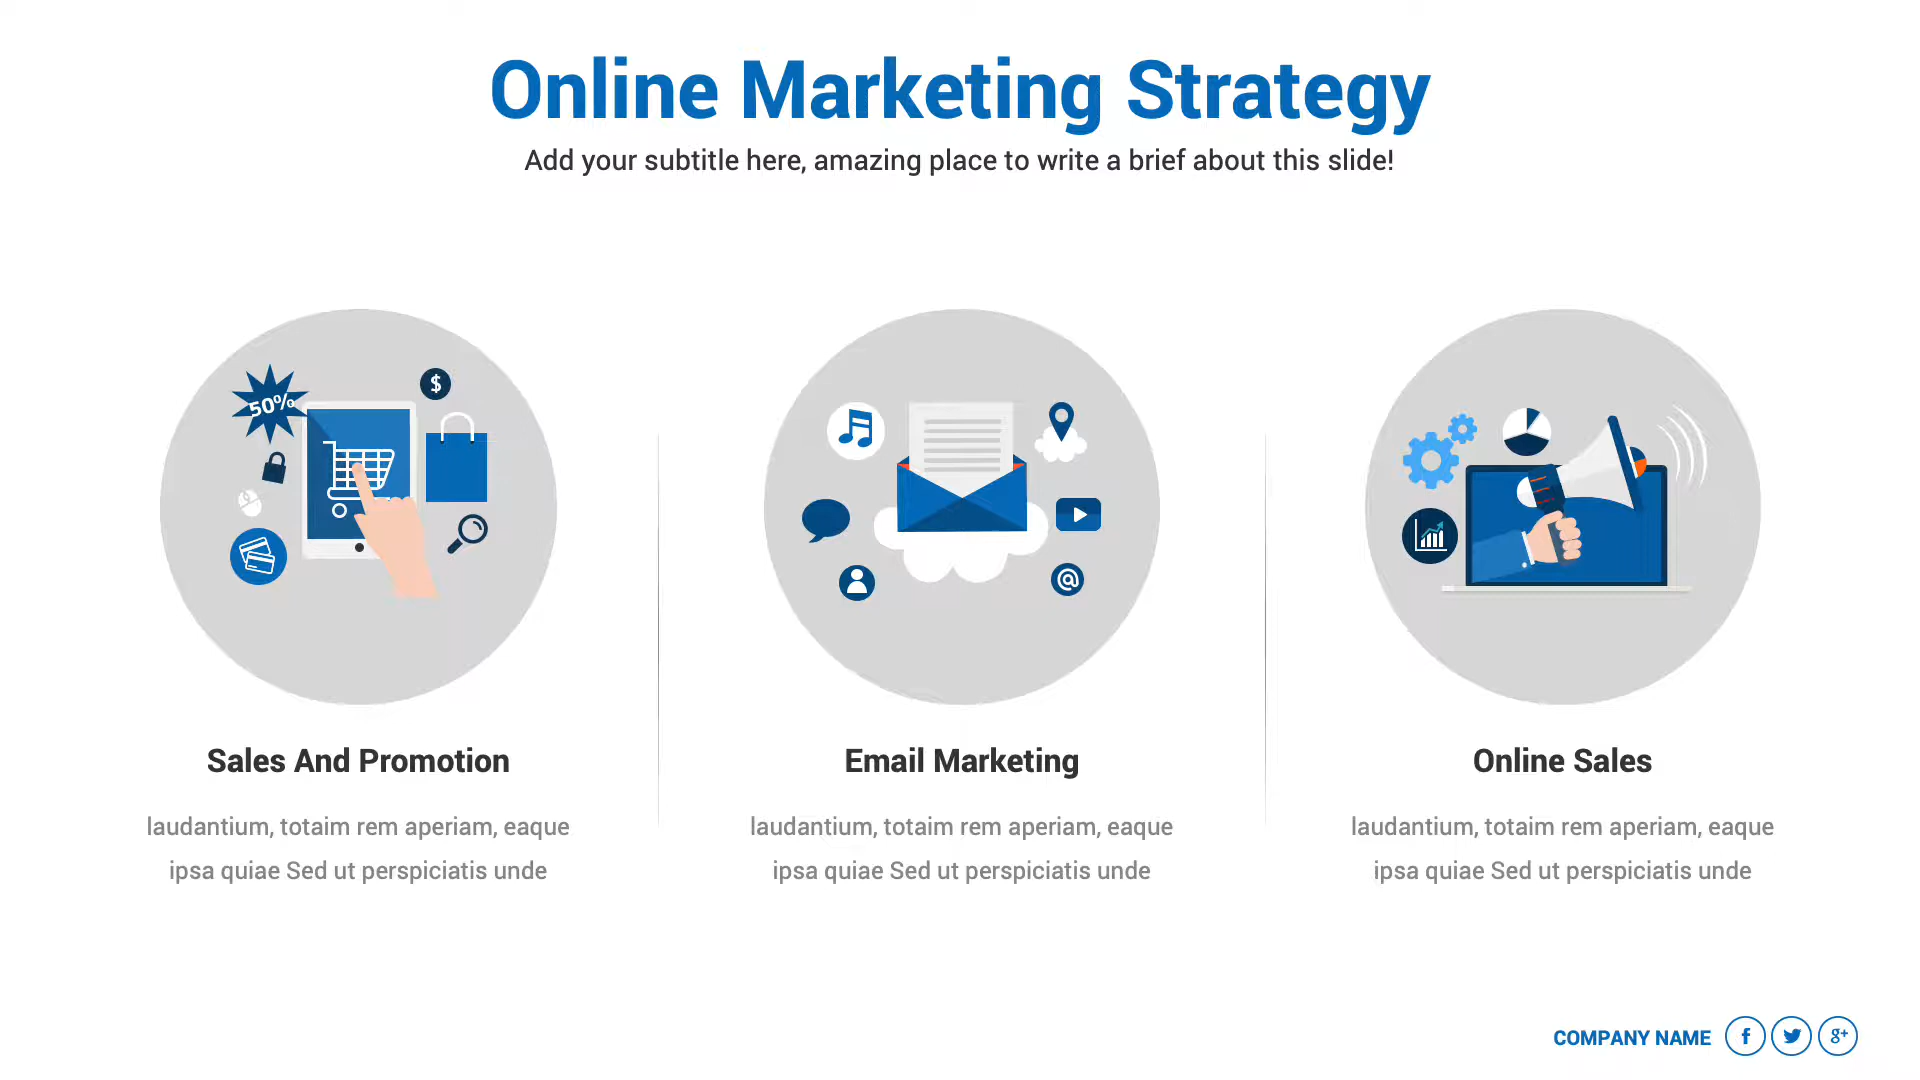 Online Marketing Strategy
Add your subtitle here, amazing place to write a brief about this slide!
50%
$
@
Sales And Promotion
laudantium, totaim rem aperiam, eaque
ipsa quiae Sed ut perspiciatis unde
Email Marketing
laudantium, totaim rem aperiam, eaque
ipsa quiae Sed ut perspiciatis unde
Online Sales
laudantium, totaim rem aperiam, eaque
ipsa quiae Sed ut perspiciatis unde
COMPANY NAME f g+